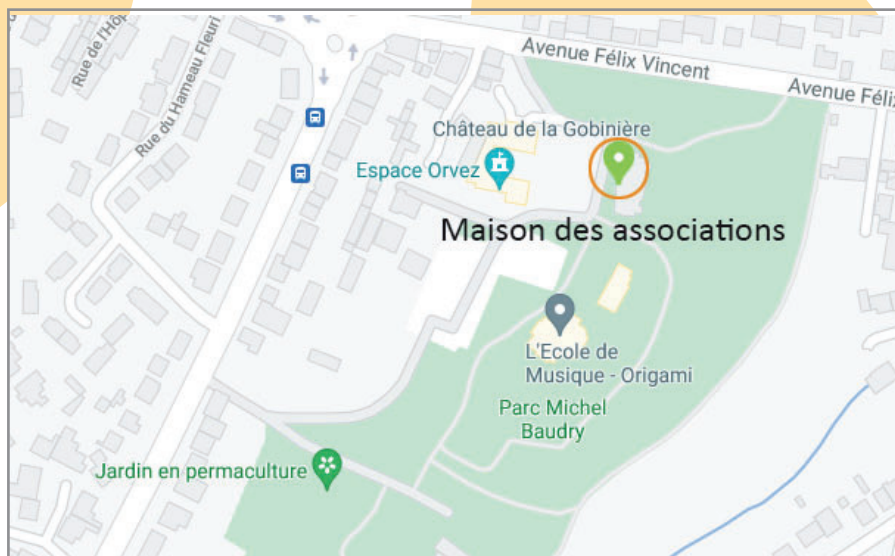 Rue de l'Hôp
Rue du Hameau Fleuri
Avenue Félix Vincent
Avenue Féli
Château de la Gobinière
Espace Orvez
Maison des associations
L'Ecole de
Musique - Origami
Parc Michel
Baudry
Jardin en permaculture